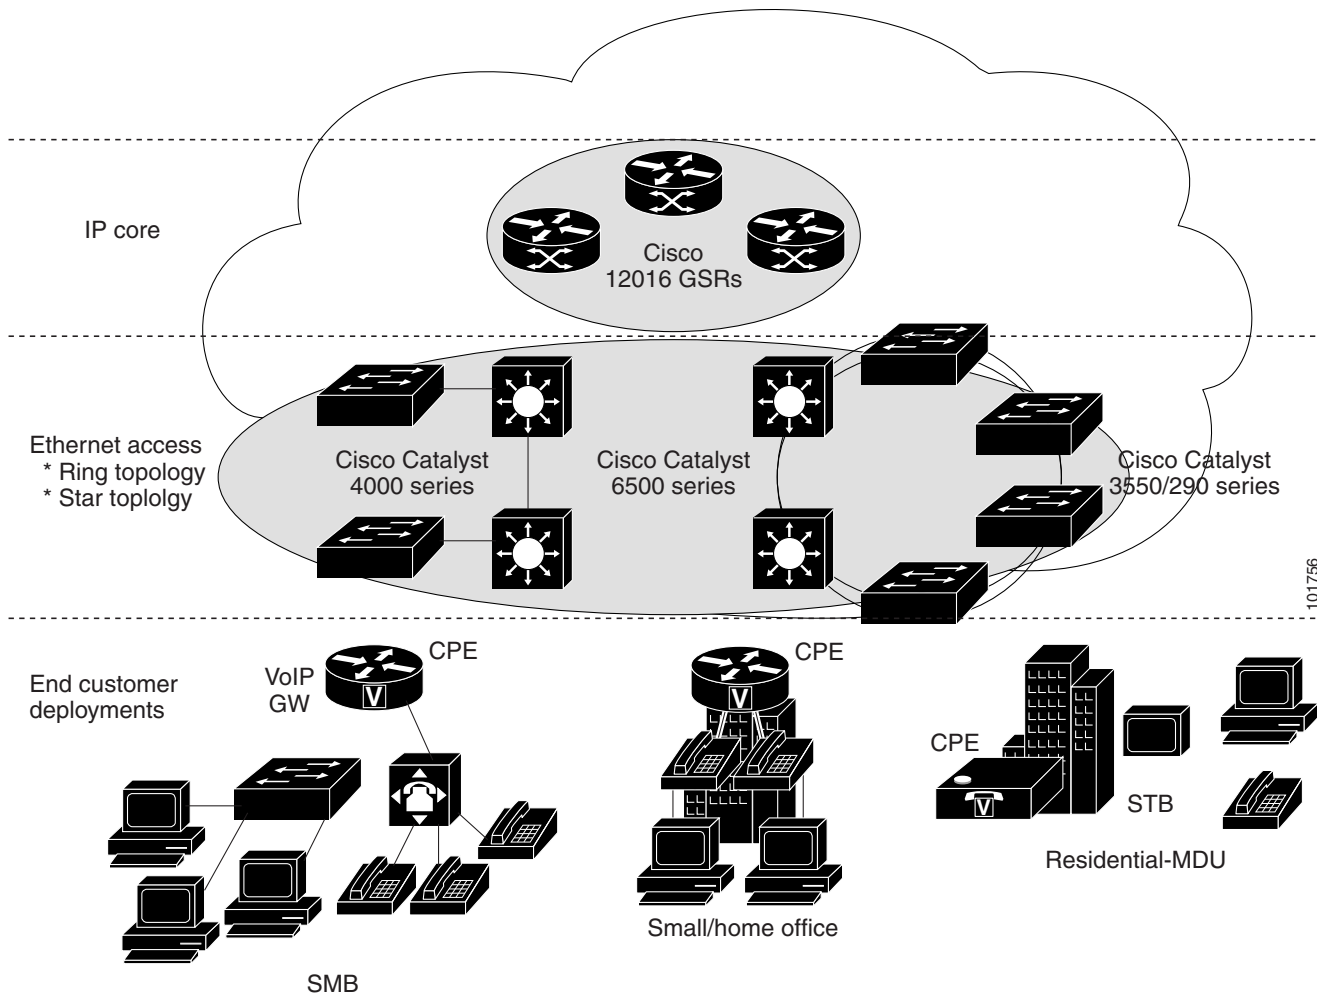 IP core
Cisco
12016 GSRs
Ethernet access
* Ring topology
* Star toplolgy
Cisco Catalyst
4000 series
Cisco Catalyst
6500 series
Cisco Catalyst
3550/290 series
101756
End customer
deployments
VoIP
GW
CPE
V
SMB
CPE
V
Small/home office
CPE
V
STB
Residential-MDU